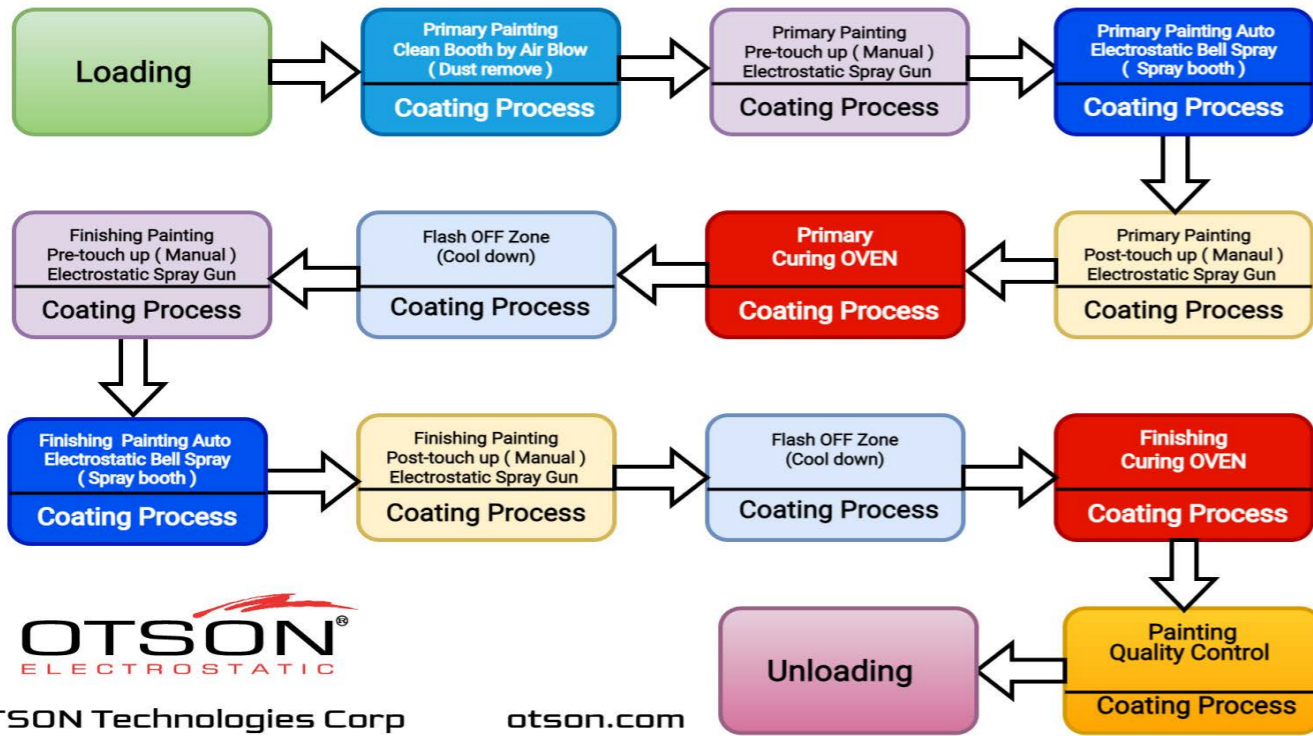 Loading
Primary Painting
Clean Booth by Air Blow
( Dust remove )
Coating Process
Primary Painting
Pre-touch up ( Manual )
Electrostatic Spray Gun
Coating Process
Primary Painting Auto
Electrostatic Bell Spray
( Spray booth )
Coating Process
Primary Painting
Post-touch up ( Manaul )
Electrostatic Spray Gun
Coating Process
Primary
Curing OVEN
Coating Process
Flash OFF Zone
(Cool down)
Coating Process
Finishing Painting
Pre-touch up ( Manual )
Electrostatic Spray Gun
Coating Process
Finishing Painting Auto
Electrostatic Bell Spray
( Spray booth )
Coating Process
Finishing Painting
Post-touch up ( Manual )
Electrostatic Spray Gun
Coating Process
Flash OFF Zone
(Cool down)
Coating Process
Finishing
Curing OVEN
Coating Process
Painting
Quality Control
Coating Process
Unloading
OTSON®
ELECTROSTATIC
TSON Technologies Corp
otson.com